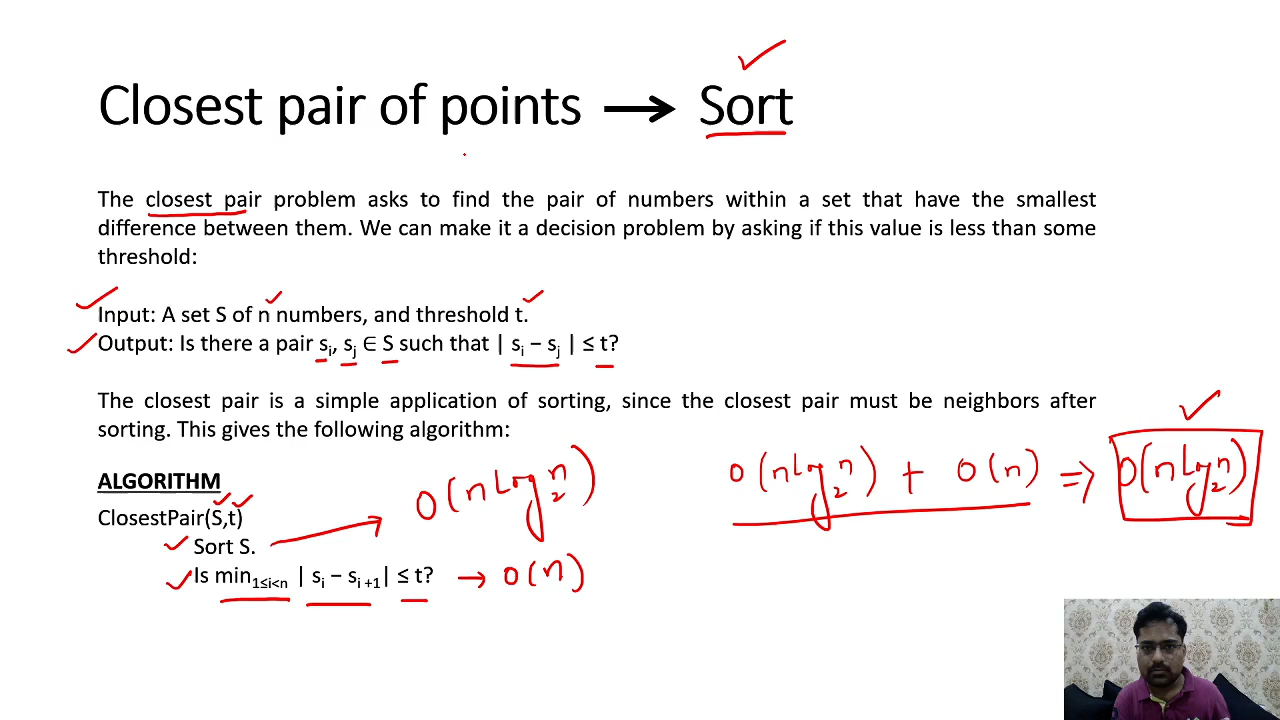 Closest pair of points → Sort
The closest pair problem asks to find the pair of numbers within a set that have the smallest
difference between them. We can make it a decision problem by asking if this value is less than some
threshold:
Input: A set S of n numbers, and threshold t.
Output: Is there a pair sᵢ, sⱼ ∈ S such that | sᵢ − sⱼ | ≤ t?
The closest pair is a simple application of sorting, since the closest pair must be neighbors after
sorting. This gives the following algorithm:
O(n log₂ n) + O(n) ⇒ O(n log₂ n)
ALGORITHM
O(n log₂ n)
ClosestPair(S,t)
Sort S.
Is min₁≤ᵢ<ₙ | sᵢ − sᵢ₊₁| ≤ t? → O(n)